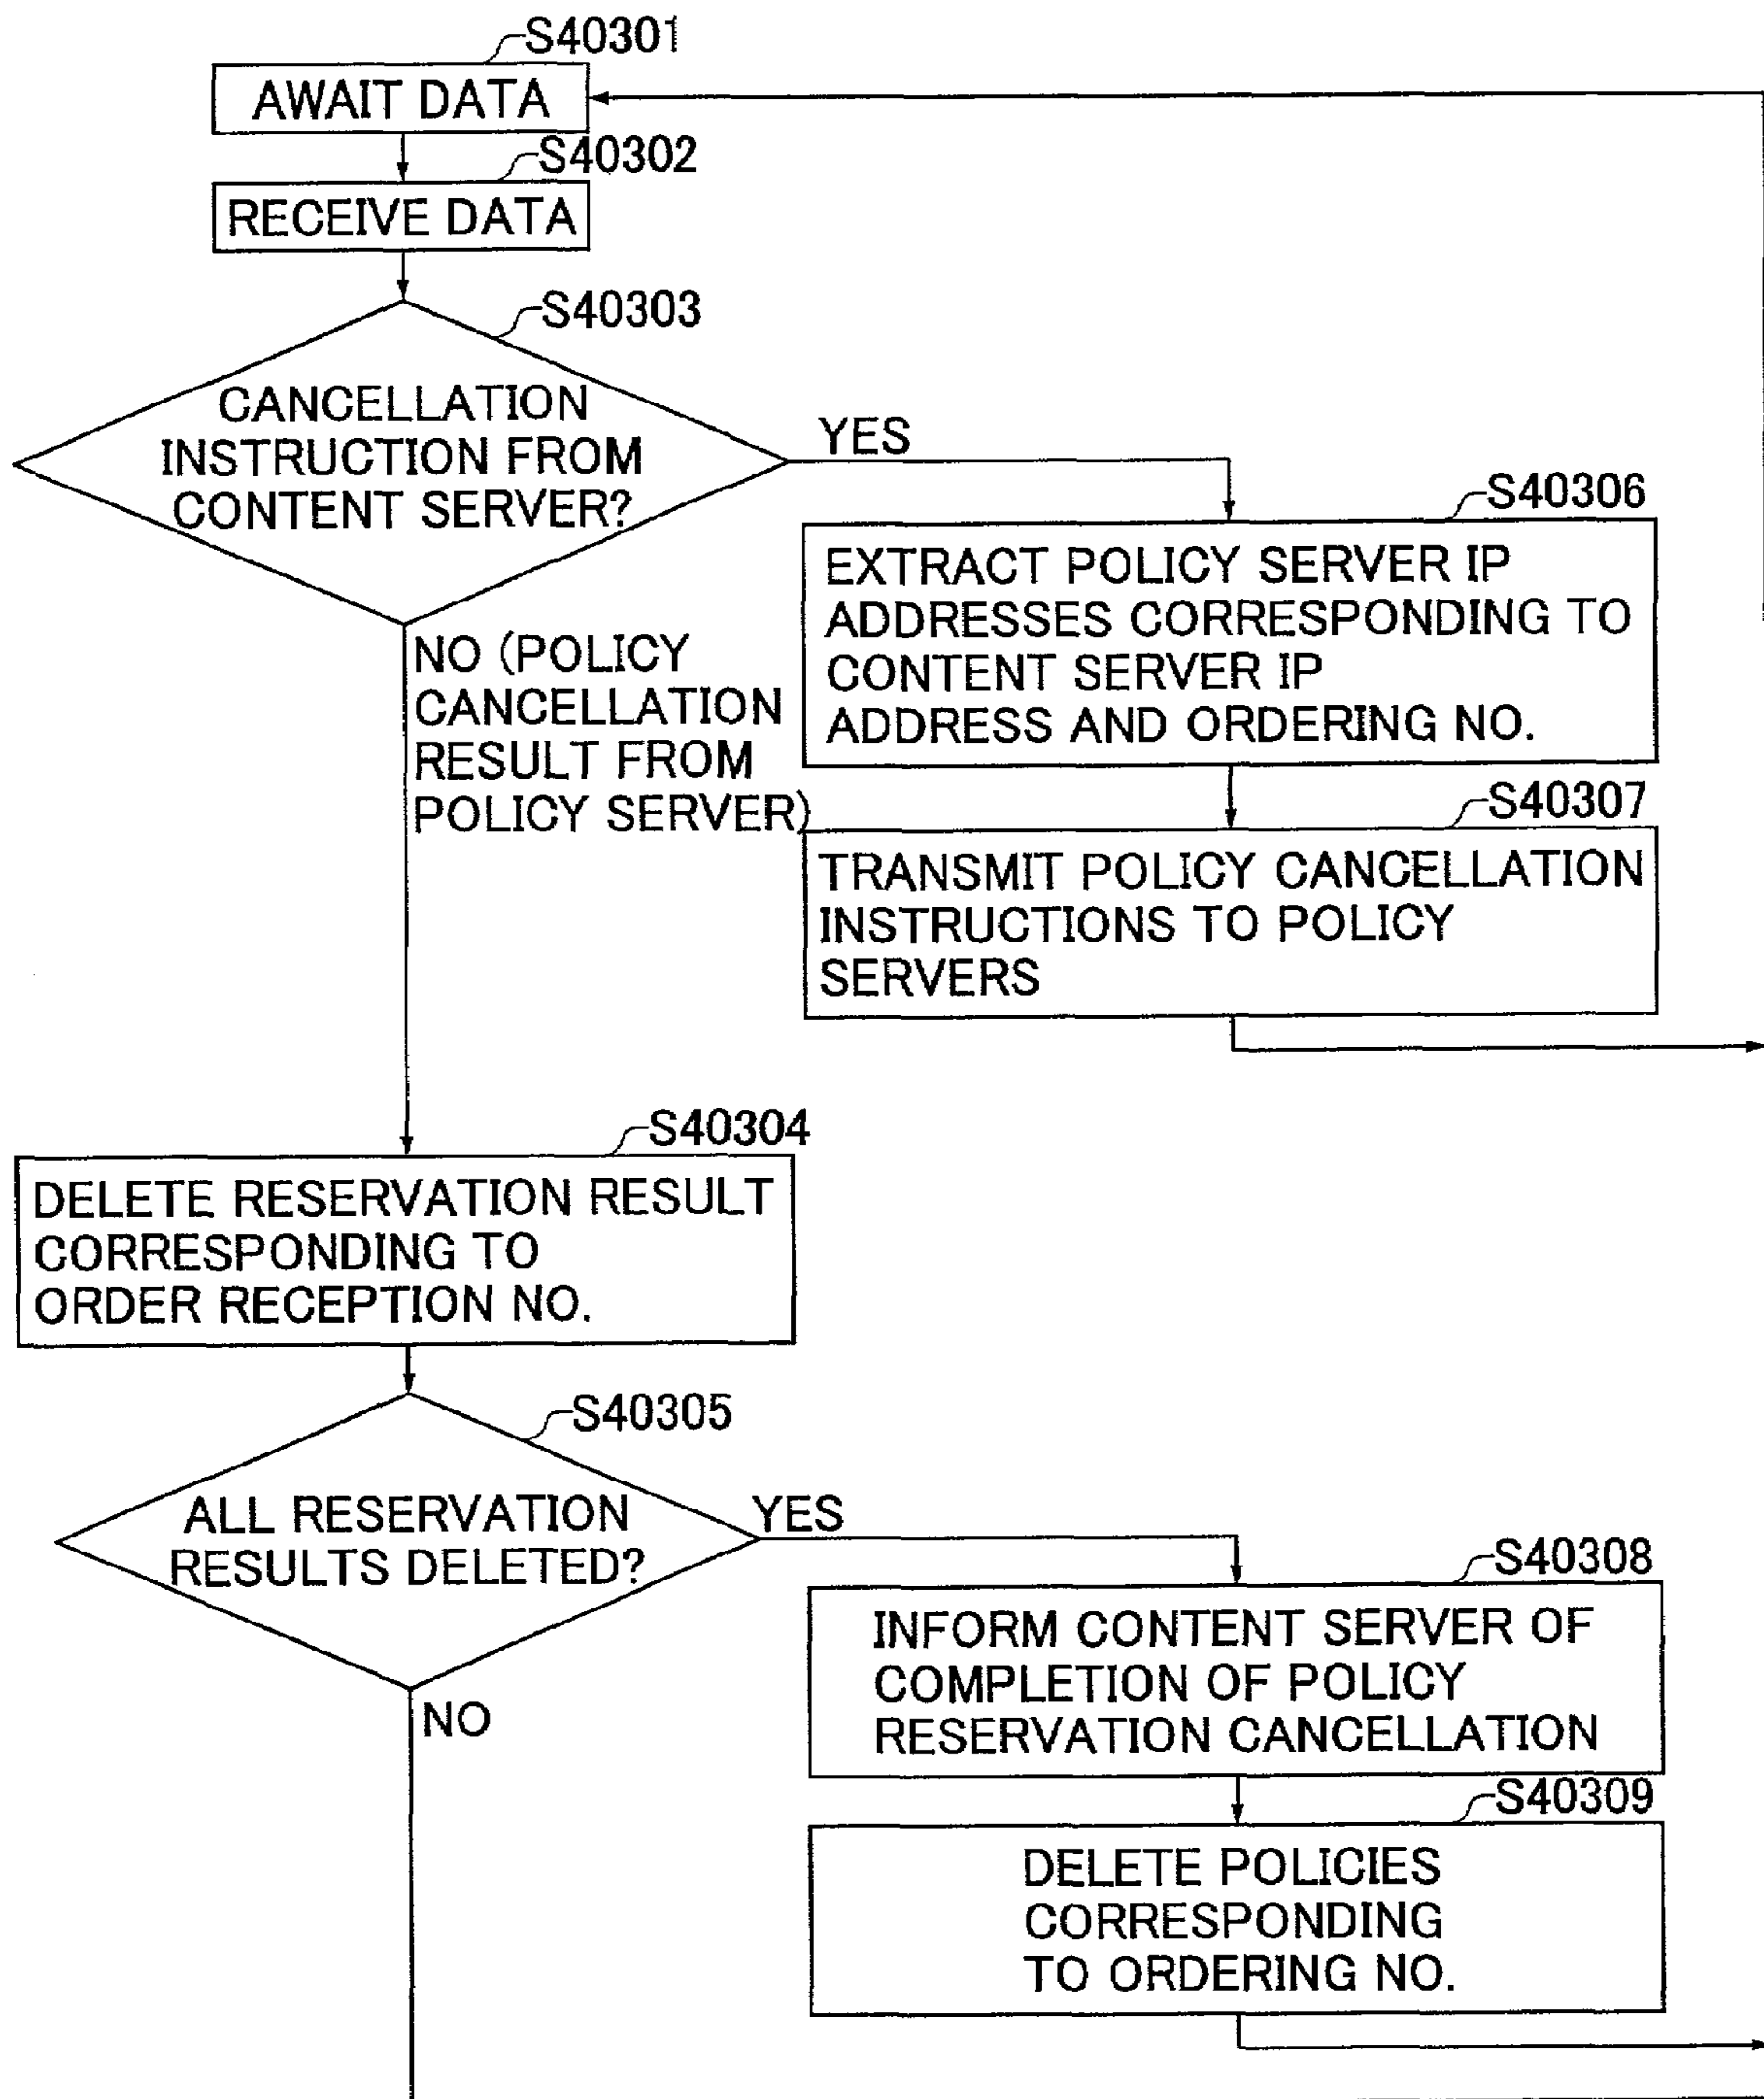 S40301
AWAIT DATA
S40302
RECEIVE DATA
S40303
CANCELLATION
INSTRUCTION FROM
CONTENT SERVER?
YES
NO (POLICY
CANCELLATION
RESULT FROM
POLICY SERVER)
S40306
EXTRACT POLICY SERVER IP
ADDRESSES CORRESPONDING TO
CONTENT SERVER IP
ADDRESS AND ORDERING NO.
S40307
TRANSMIT POLICY CANCELLATION
INSTRUCTIONS TO POLICY
SERVERS
S40304
DELETE RESERVATION RESULT
CORRESPONDING TO
ORDER RECEPTION NO.
S40305
ALL RESERVATION
RESULTS DELETED?
YES
NO
S40308
INFORM CONTENT SERVER OF
COMPLETION OF POLICY
RESERVATION CANCELLATION
S40309
DELETE POLICIES
CORRESPONDING
TO ORDERING NO.